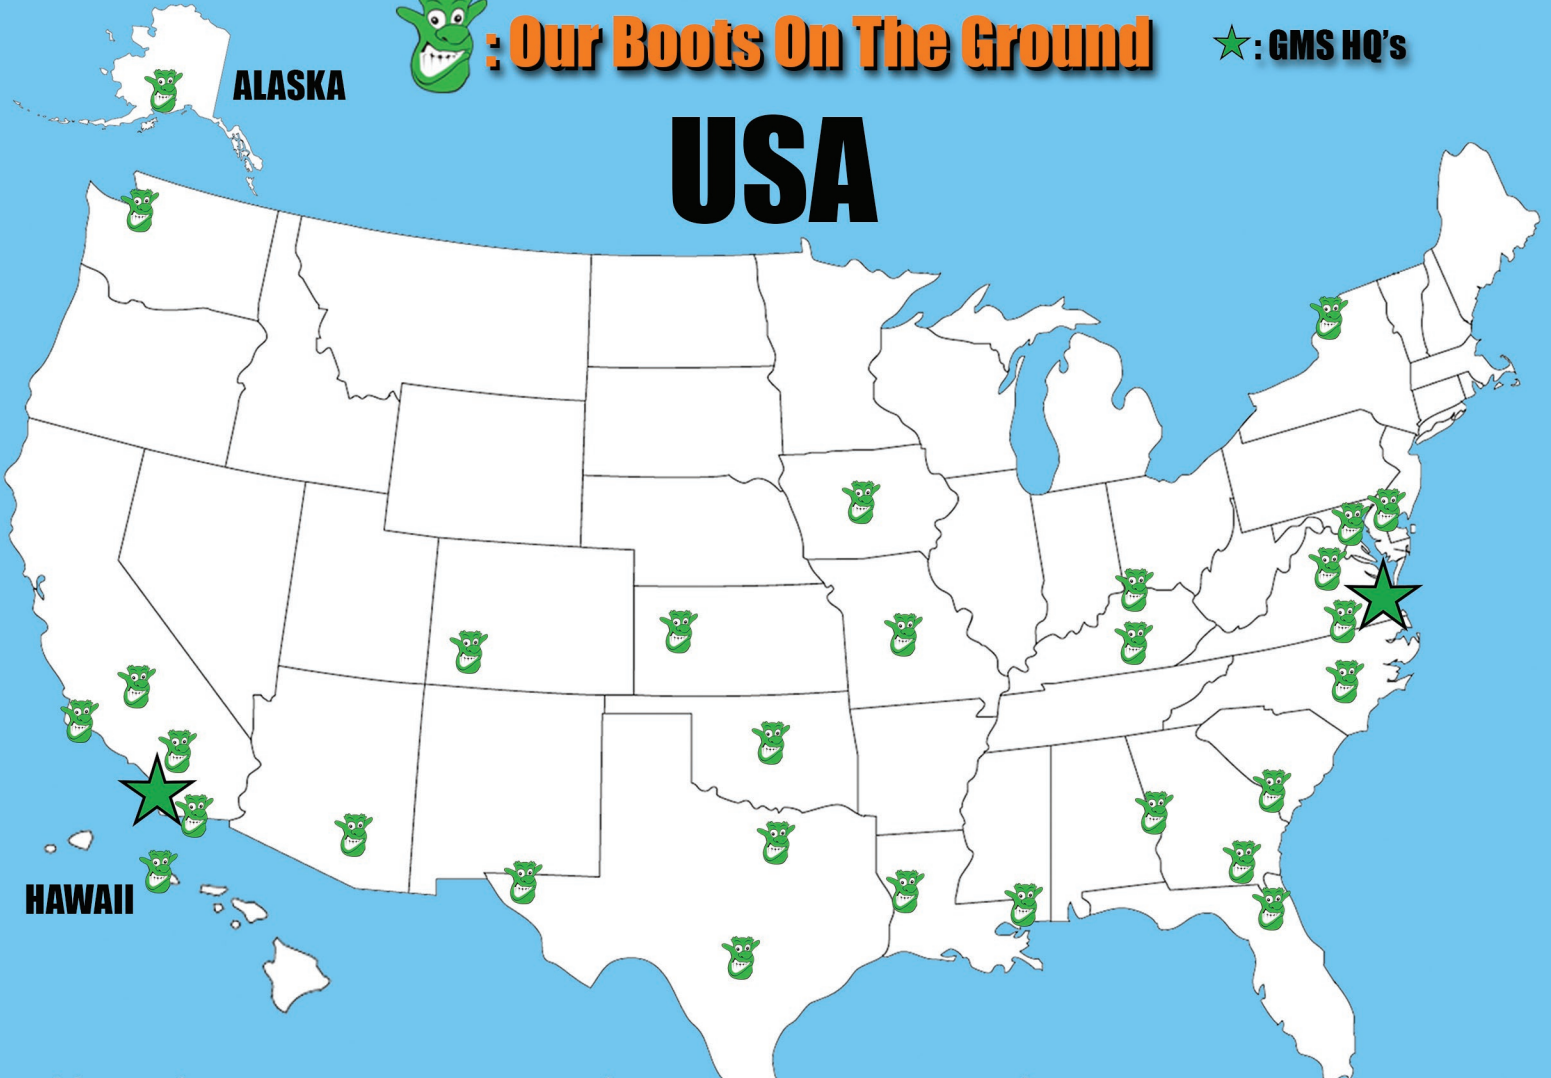 : Our Boots On The Ground
: GMS HQ's
ALASKA
USA
HAWAII